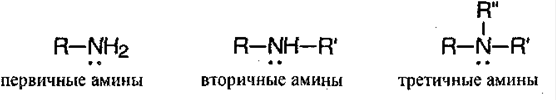 R"
R–NH₂ R–NH–R' R–N–R'
первичные амины вторичные амины третичные амины